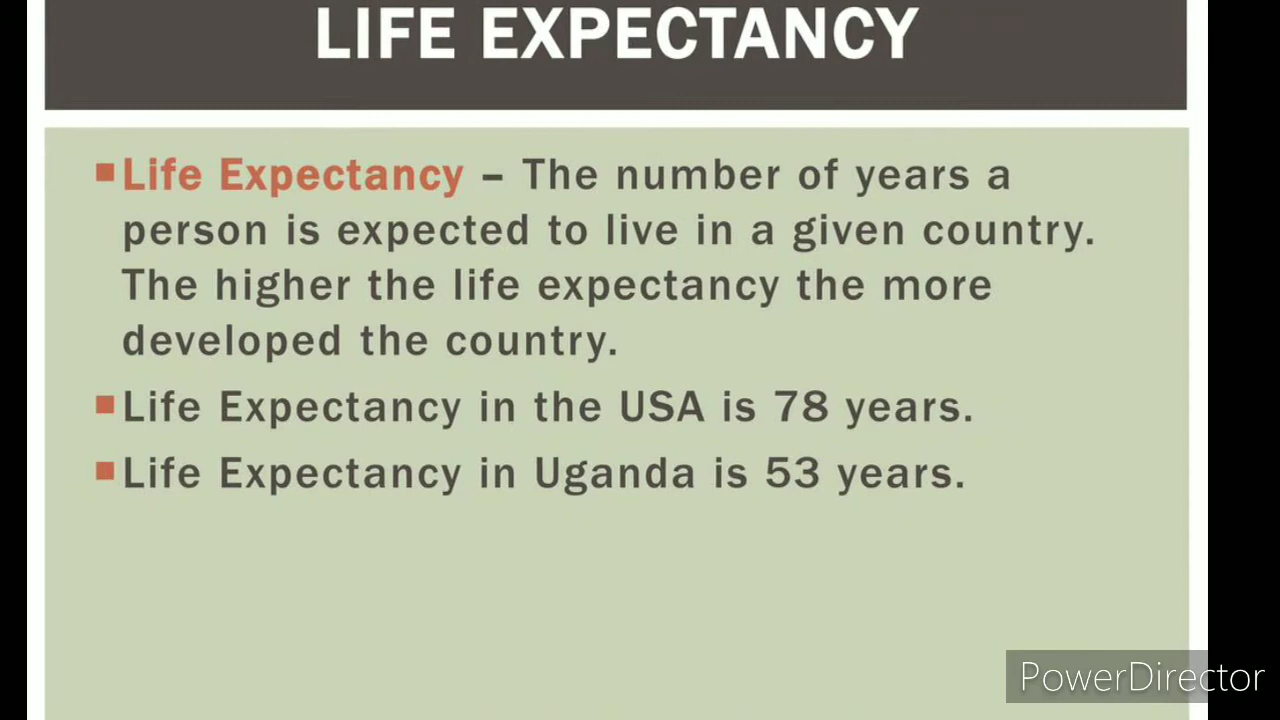 LIFE EXPECTANCY
Life Expectancy – The number of years a
person is expected to live in a given country.
The higher the life expectancy the more
developed the country.
Life Expectancy in the USA is 78 years.
Life Expectancy in Uganda is 53 years.
PowerDirector